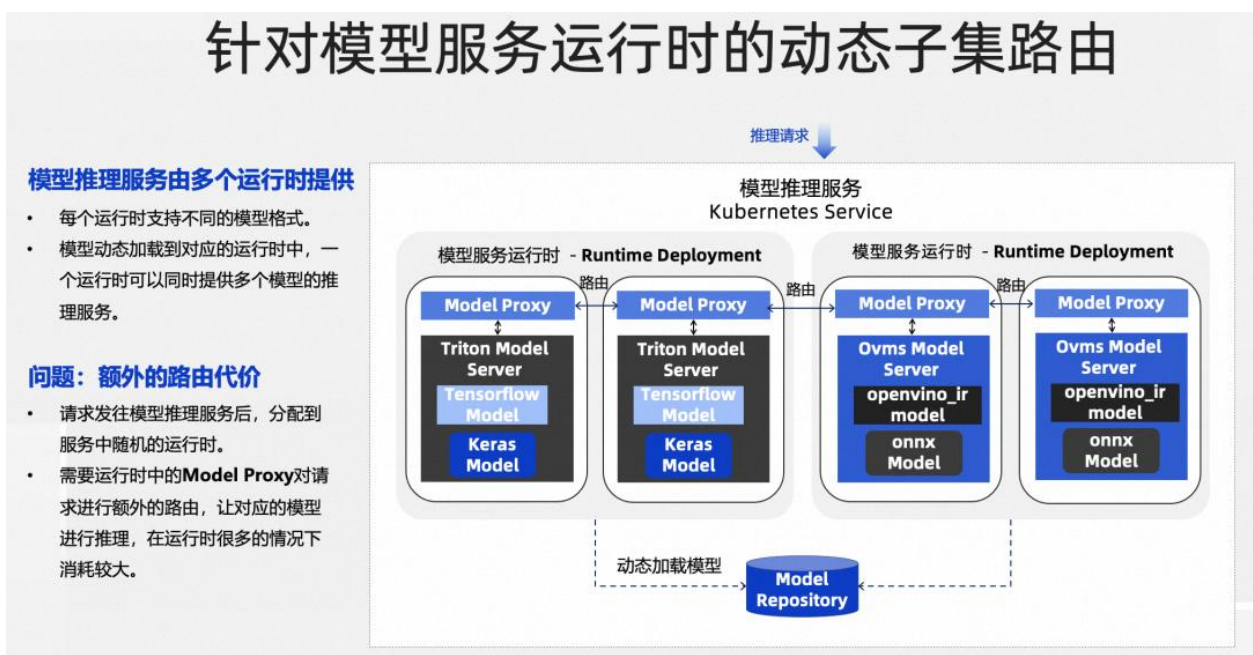 针对模型服务运行时的动态子集路由
模型推理服务由多个运行时提供
• 每个运行时支持不同的模型格式。
• 模型动态加载到对应的运行时中，一
个运行时可以同时提供多个模型的推
理服务。
问题：额外的路由代价
• 请求发往模型推理服务后，分配到
服务中随机的运行时。
• 需要运行时中的Model Proxy对请
求进行额外的路由，让对应的模型
进行推理，在运行时很多的情况下
消耗较大。
推理请求
模型推理服务
Kubernetes Service
模型服务运行时 - Runtime Deployment
路由
Model Proxy
Triton Model
Server
Tensorflow
Model
Keras
Model
Model Proxy
Triton Model
Server
Tensorflow
Model
Keras
Model
路由
模型服务运行时 - Runtime Deployment
路由
Model Proxy
Ovms Model
Server
openvino_ir
model
onnx
Model
Model Proxy
Ovms Model
Server
openvino_ir
model
onnx
Model
动态加载模型
Model
Repository